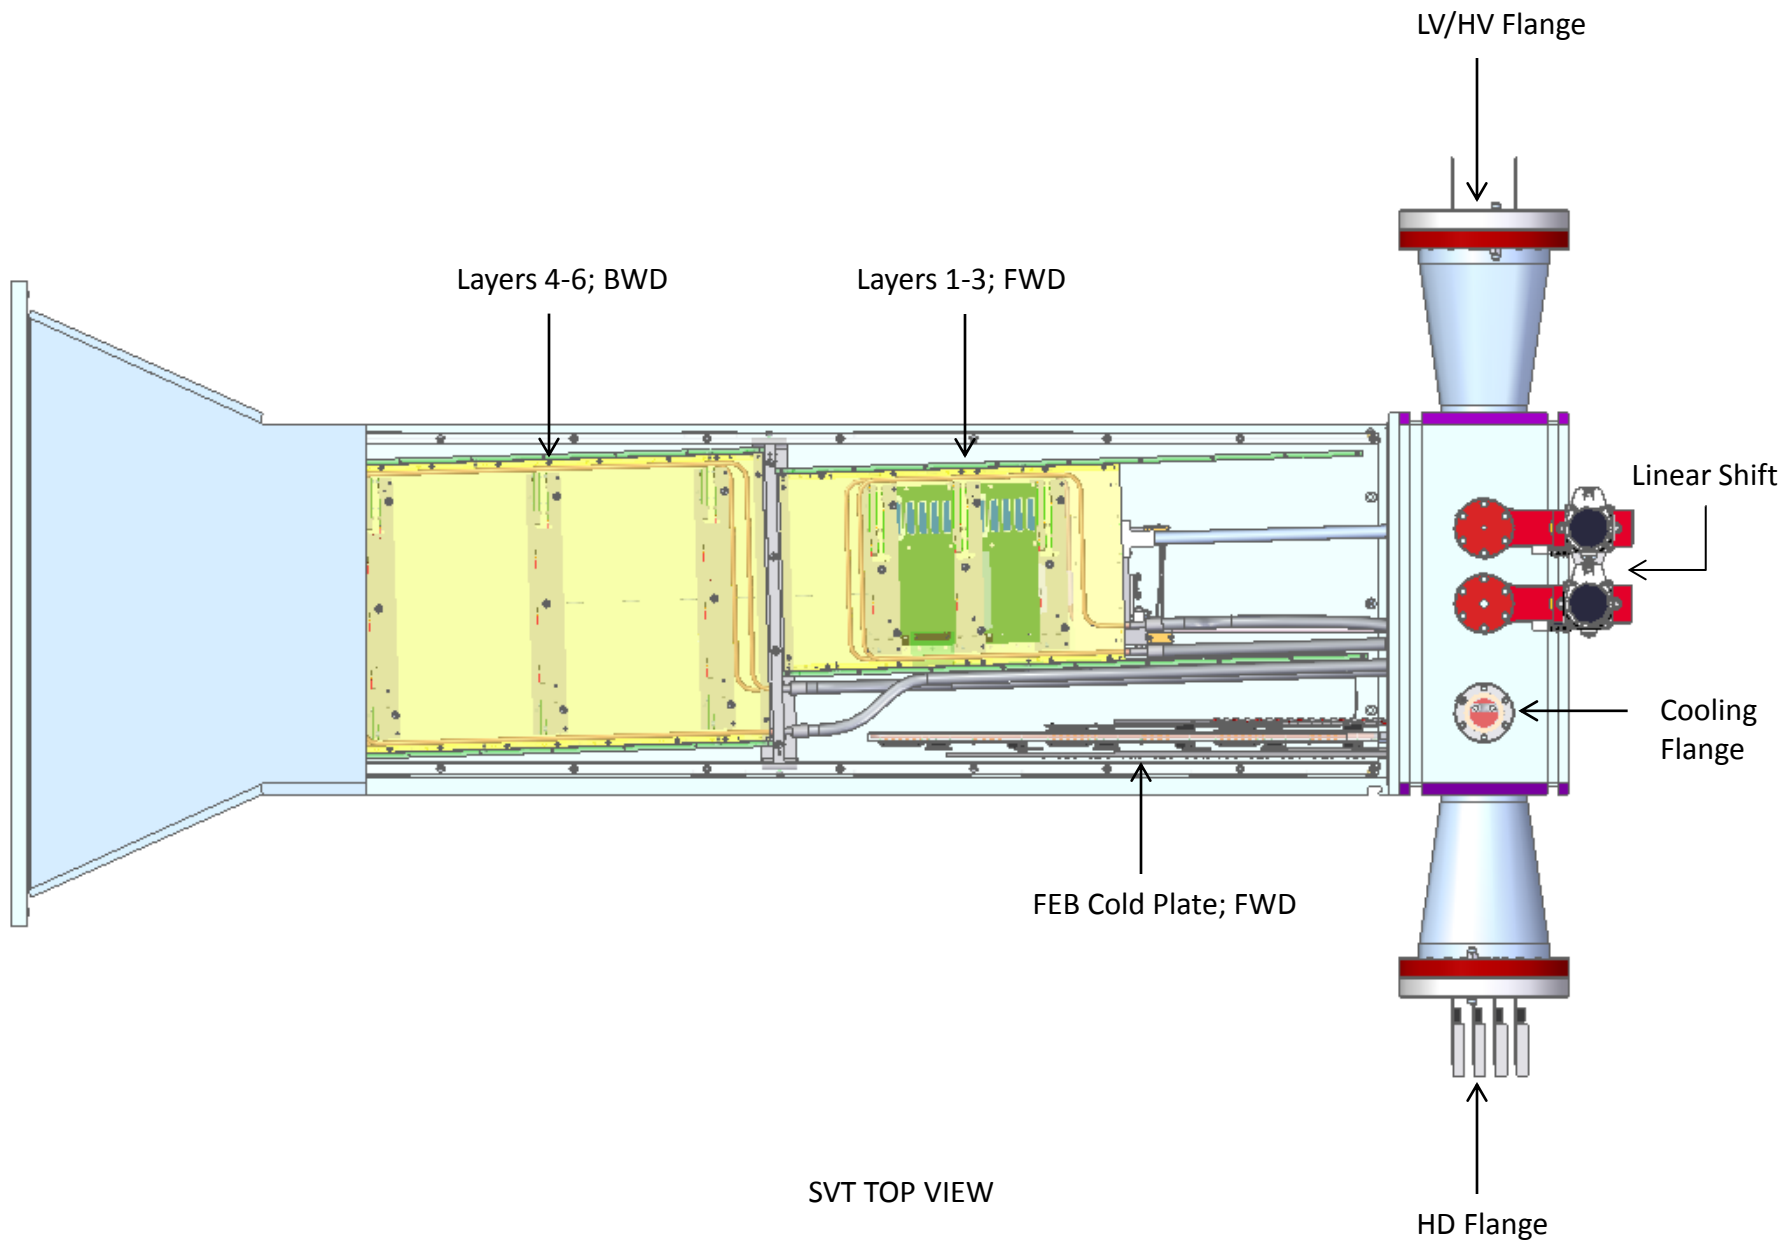 LV/HV Flange
Layers 4-6; BWD
Layers 1-3; FWD
Linear Shift
Cooling
Flange
FEB Cold Plate; FWD
SVT TOP VIEW
HD Flange